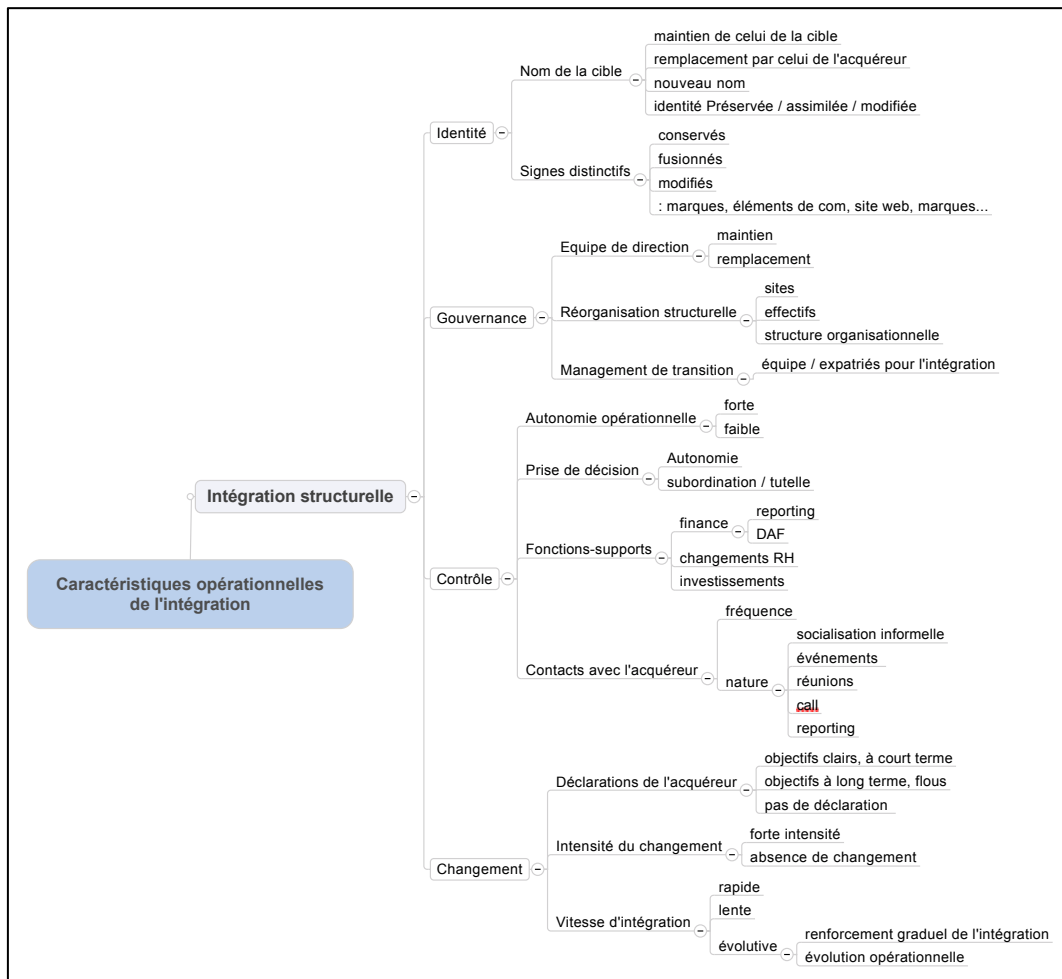 maintien de celui de la cible
remplacement par celui de l'acquéreur
Nom de la cible
nouveau nom
identité Préservée / assimilée / modifiée
Identité
conservés
fusionnés
Signes distinctifs
modifiés
: marques, éléments de com, site web, marques...
maintien
Equipe de direction
remplacement
sites
Gouvernance
Réorganisation structurelle
effectifs
structure organisationnelle
Management de transition
équipe / expatriés pour l'intégration
forte
Autonomie opérationnelle
faible
Autonomie
Prise de décision
subordination / tutelle
Intégration structurelle
reporting
finance
DAF
Fonctions-supports
changements RH
investissements
Contrôle
Caractéristiques opérationnelles
de l'intégration
fréquence
socialisation informelle
événements
Contacts avec l'acquéreur
nature
réunions
call
reporting
objectifs clairs, à court terme
Déclarations de l'acquéreur
objectifs à long terme, flous
pas de déclaration
forte intensité
Intensité du changement
absence de changement
Changement
rapide
lente
Vitesse d'intégration
évolutive
renforcement graduel de l'intégration
évolution opérationnelle